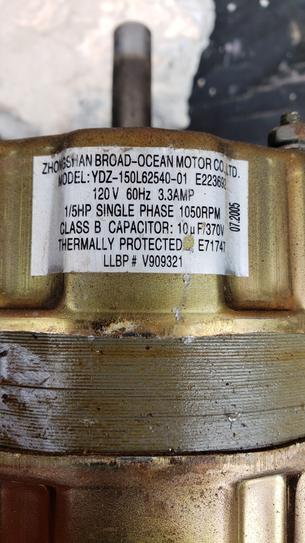 ZHONGSHAN BROAD-OCEAN MOTOR CO.,LTD.
MODEL: YDZ-150L62540-01
120V 60Hz 3.3AMP
1/5HP SINGLE PHASE 1050RPM
CLASS B CAPACITOR: 10uF/370V
THERMALLY PROTECTED E71747
LLBP# V909321
07.2005